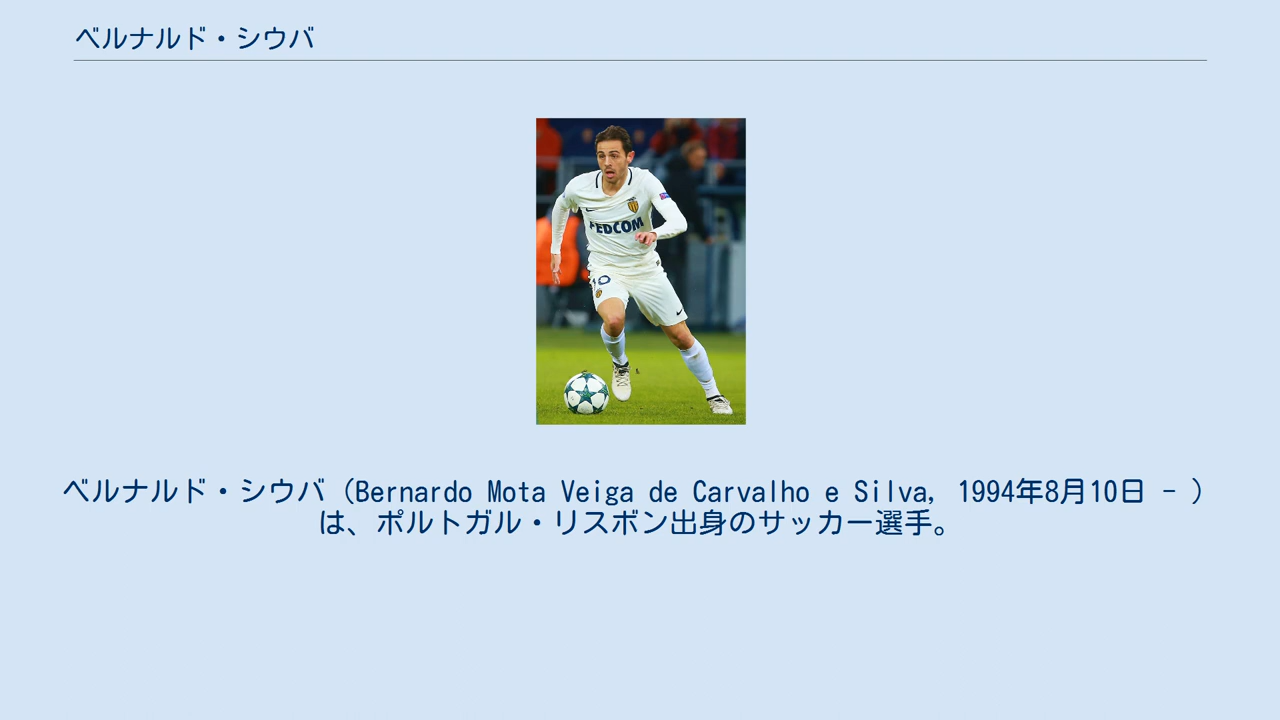 ベルナルド・シウバ
FEDCOM
10
ベルナルド・シウバ（Bernardo Mota Veiga de Carvalho e Silva, 1994年8月10日 - ）
は、ポルトガル・リスボン出身のサッカー選手。